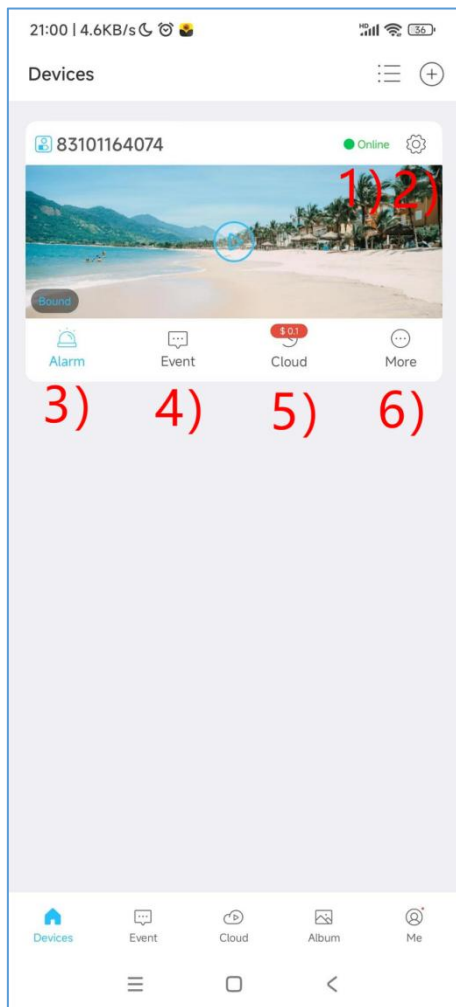 21:00 | 4.6KB/s
HD
36
Devices
83101164074
Online
1) 2)
Bound
$ 0.1
Alarm Event Cloud More
3) 4) 5) 6)
Devices Event Cloud Album Me